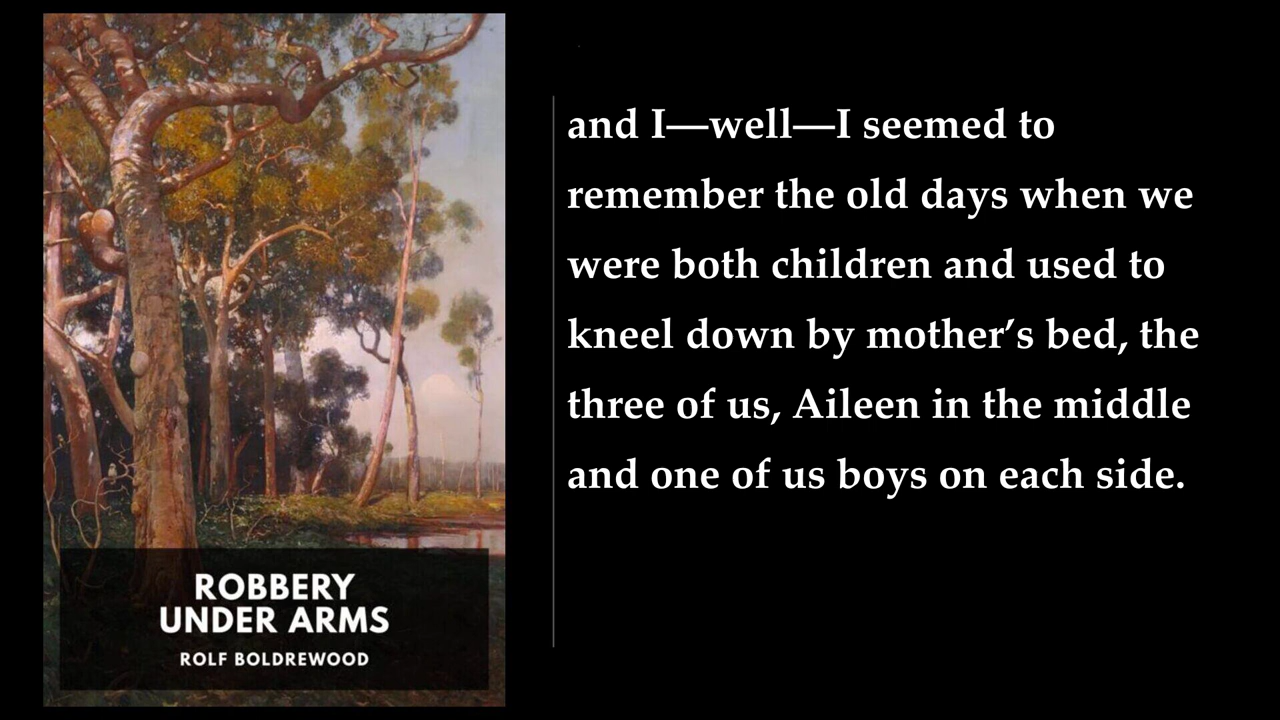 ROBBERY
UNDER ARMS
ROLF BOLDREWOOD
and I—well—I seemed to
remember the old days when we
were both children and used to
kneel down by mother’s bed, the
three of us, Aileen in the middle
and one of us boys on each side.